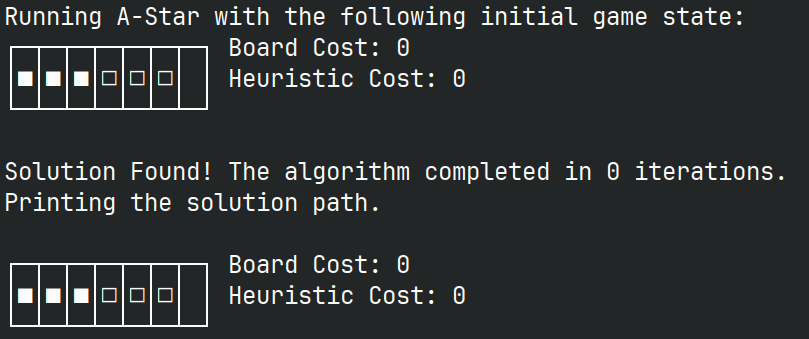 Running A-Star with the following initial game state:
Board Cost: 0
■ ■ ■ □ □ □ Heuristic Cost: 0
Solution Found! The algorithm completed in 0 iterations.
Printing the solution path.
Board Cost: 0
■ ■ ■ □ □ □ Heuristic Cost: 0